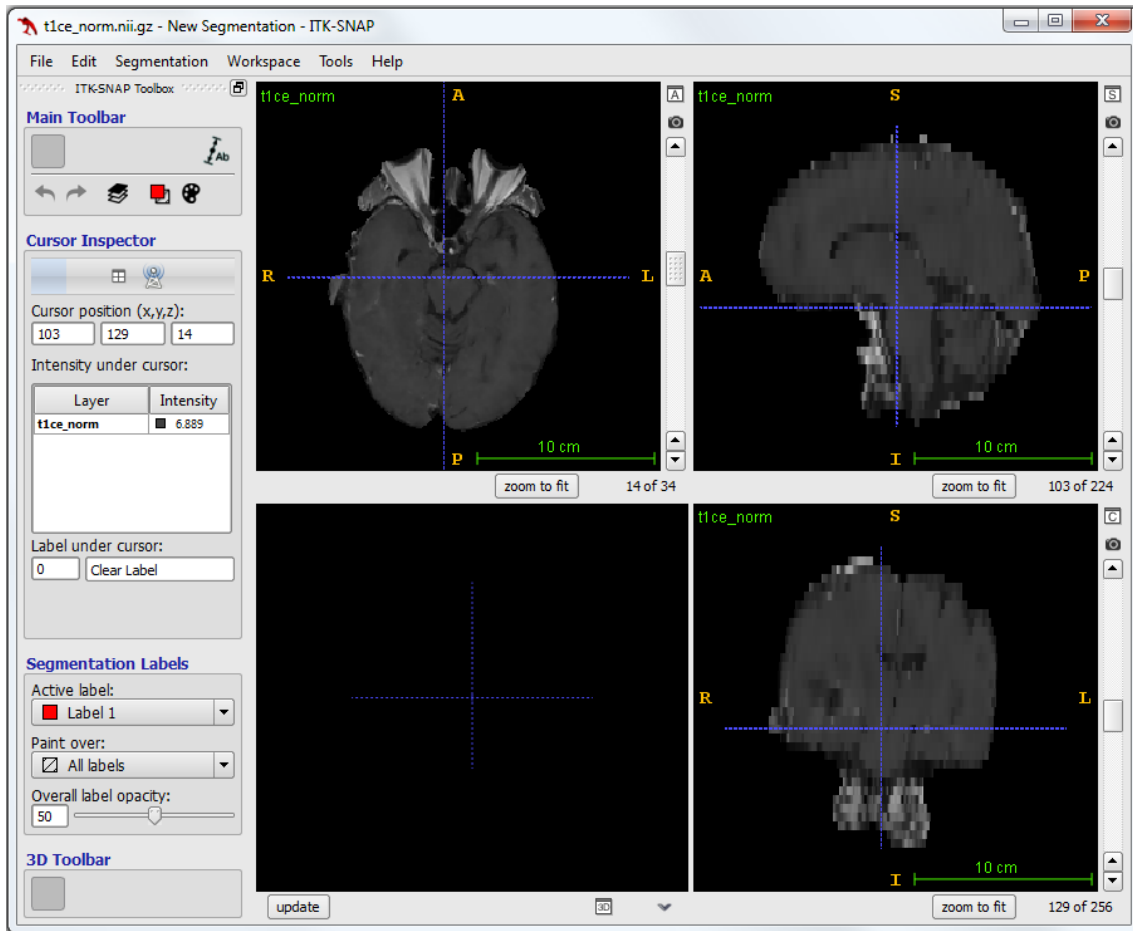 t1ce_norm.nii.gz - New Segmentation - ITK-SNAP
File Edit Segmentation Workspace Tools Help
ITK-SNAP Toolbox
Main Toolbar
Ab
Cursor Inspector
Cursor position (x,y,z):
103 129 14
Intensity under cursor:
Layer Intensity
t1ce_norm 6.889
Label under cursor:
0 Clear Label
Segmentation Labels
Active label:
Label 1
Paint over:
All labels
Overall label opacity:
50
3D Toolbar
t1ce_norm
A
A
R
L
P
10 cm
zoom to fit 14 of 34
t1ce_norm
S
S
A
P
I
10 cm
zoom to fit 103 of 224
update
3D
t1ce_norm
S
C
R
L
I
10 cm
zoom to fit 129 of 256